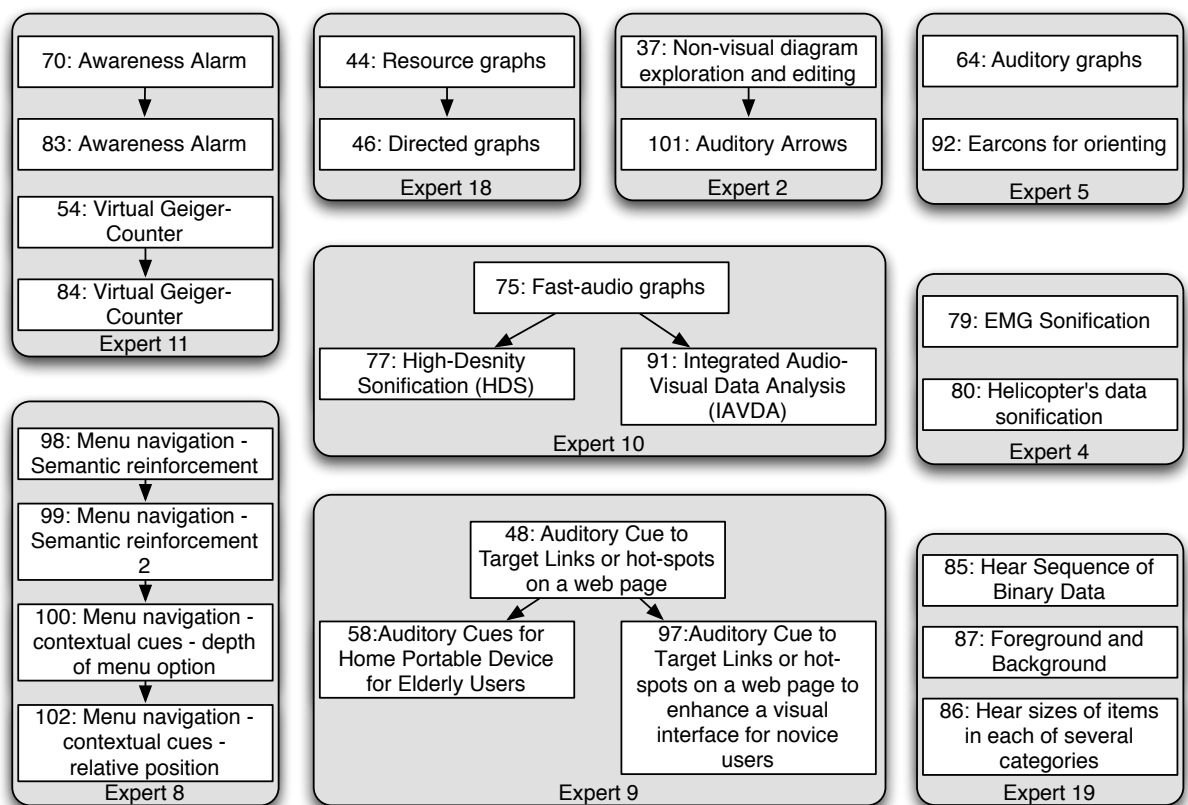 70: Awareness Alarm
83: Awareness Alarm
54: Virtual Geiger-
Counter
84: Virtual Geiger-
Counter
Expert 11
44: Resource graphs
46: Directed graphs
Expert 18
37: Non-visual diagram
exploration and editing
101: Auditory Arrows
Expert 2
64: Auditory graphs
92: Earcons for orienting
Expert 5
75: Fast-audio graphs
77: High-Desnity
Sonification (HDS)
91: Integrated Audio-
Visual Data Analysis
(IAVDA)
Expert 10
79: EMG Sonification
80: Helicopter's data
sonification
Expert 4
98: Menu navigation -
Semantic reinforcement
99: Menu navigation -
Semantic reinforcement
2
100: Menu navigation -
contextual cues - depth
of menu option
102: Menu navigation -
contextual cues -
relative position
Expert 8
48: Auditory Cue to
Target Links or hot-spots
on a web page
58:Auditory Cues for
Home Portable Device
for Elderly Users
97:Auditory Cue to
Target Links or hot-
spots on a web page to
enhance a visual
interface for novice
users
Expert 9
85: Hear Sequence of
Binary Data
87: Foreground and
Background
86: Hear sizes of items
in each of several
categories
Expert 19